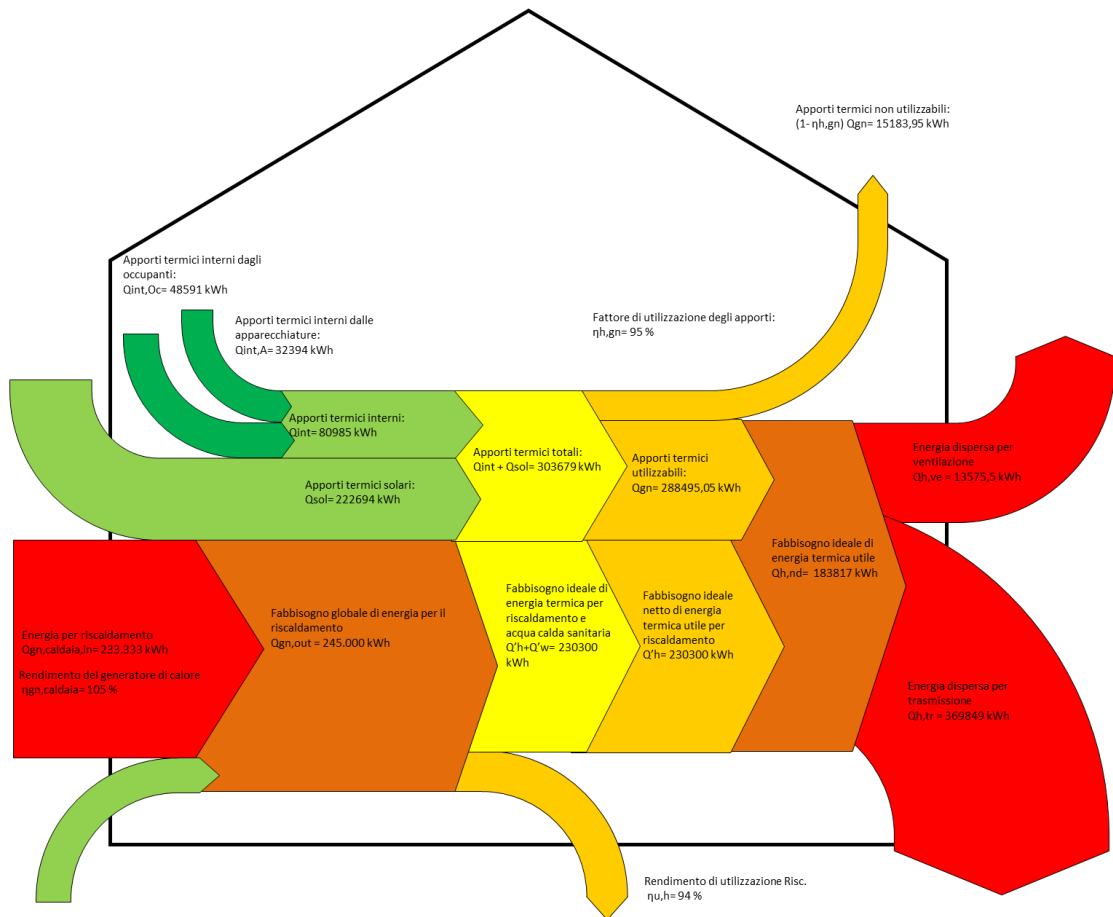 Apporti termici non utilizzabili:
(1- ηh,gn) Qgn= 15183,95 kWh
Apporti termici interni dagli
occupanti:
Qint,Oc= 48591 kWh
Apporti termici interni dalle
apparecchiature:
Qint,A= 32394 kWh
Fattore di utilizzazione degli apporti:
ηh,gn= 95 %
Apporti termici interni:
Qint= 80985 kWh
Apporti termici solari:
Qsol= 222694 kWh
Apporti termici totali:
Qint + Qsol= 303679 kWh
Apporti termici
utilizzabili:
Qgn= 288495,05 kWh
Energia dispersa per
ventilazione
Qh,ve = 13575,5 kWh
Fabbisogno ideale di
energia termica utile
Qh,nd=  183817 kWh
Energia per riscaldamento
Qgn,caldaia,in= 233.333 kWh
Rendimento del generatore di calore
ηgn,caldaia= 105 %
Fabbisogno globale di energia per il
riscaldamento
Qgn,out = 245.000 kWh
Fabbisogno ideale di
energia termica per
riscaldamento e
acqua calda sanitaria
Q'h+Q'w= 230300
kWh
Fabbisogno ideale
netto di energia
termica utile per
riscaldamento
Q'h= 230300 kWh
Energia dispersa per
trasmissione
Qh,tr = 369849 kWh
Rendimento di utilizzazione Risc.
ηu,h= 94 %